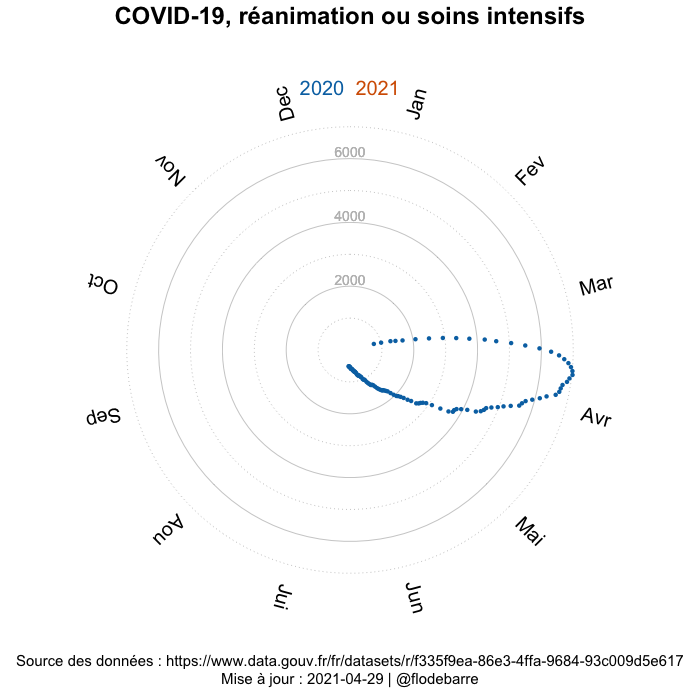 COVID-19, réanimation ou soins intensifs
2020 2021
Dec
Jan
Nov
Fev
6000
4000
Oct
2000
Mar
Sep
Avr
Aou
Mai
Jui
Jun
Source des données : https://www.data.gouv.fr/fr/datasets/r/f335f9ea-86e3-4ffa-9684-93c009d5e617
Mise à jour : 2021-04-29 | @flodebarre